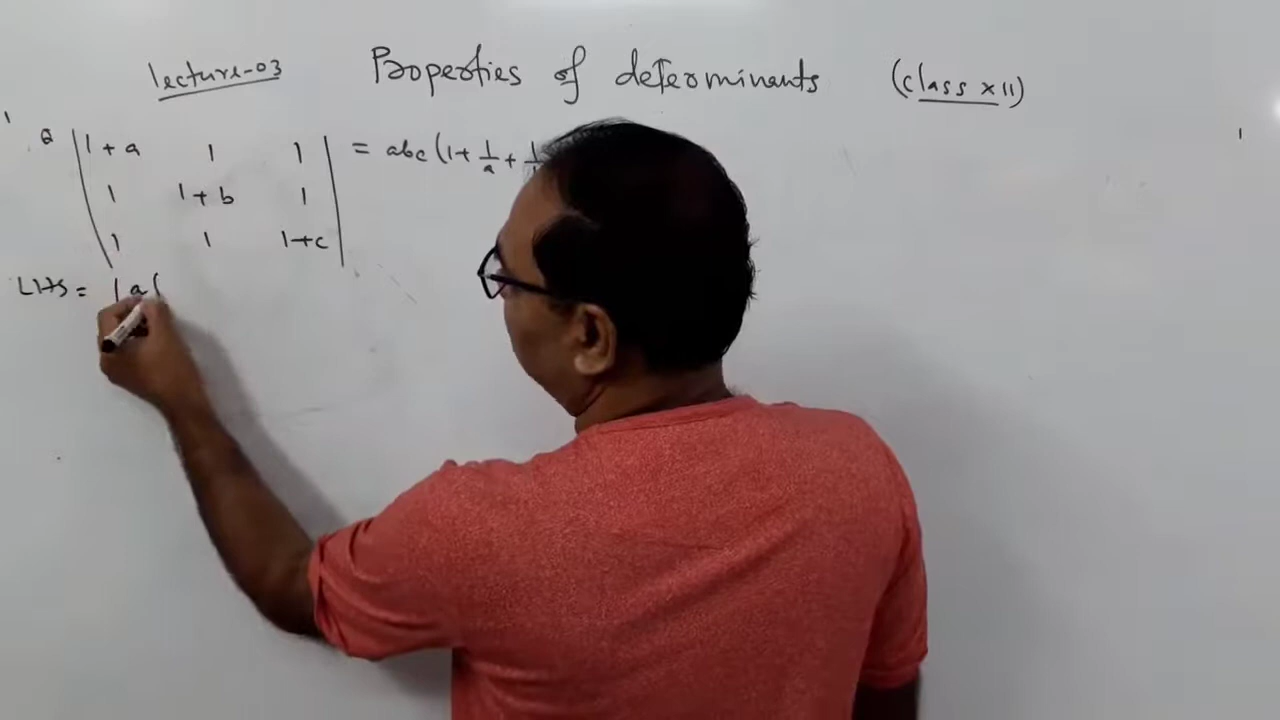 lecture-03 Properties of determinants (class XII)
Q |1+a 1 1| = abc(1+1/a+1/
|1 1+b 1|
|1 1 1+c|
LHS = |a(